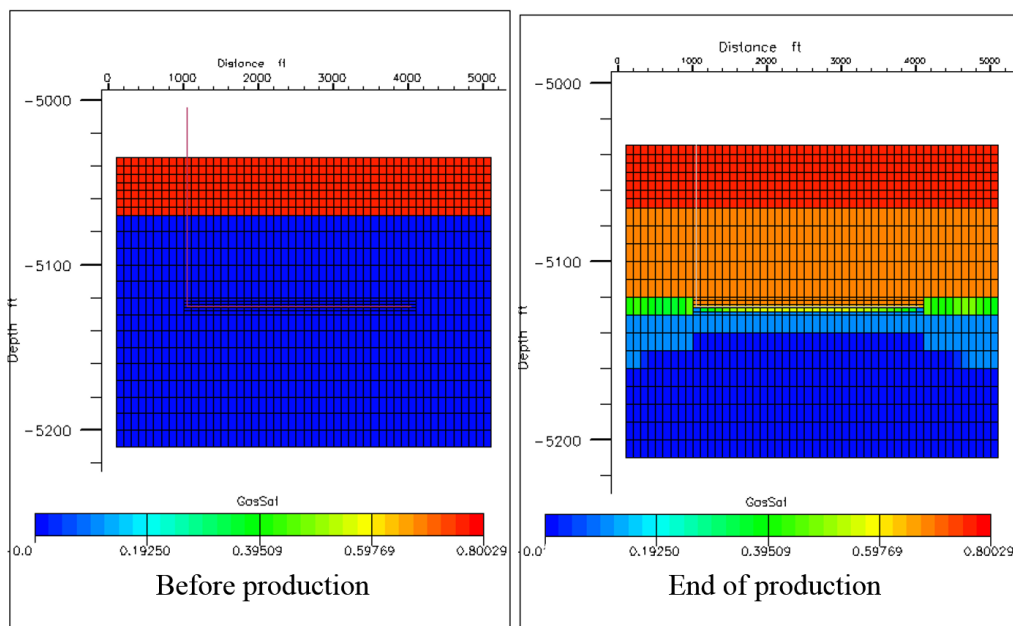 Distance ft
0 1000 2000 3000 4000 5000
-5000
-5100
-5200
Depth ft
GasSat
-0.0 0.19250 0.39509 0.59769 0.80029
Before production
Distance ft
0 1000 2000 3000 4000 5000
-5000
-5100
-5200
Depth ft
GasSat
-0.0 0.19250 0.39509 0.59769 0.80029
End of production